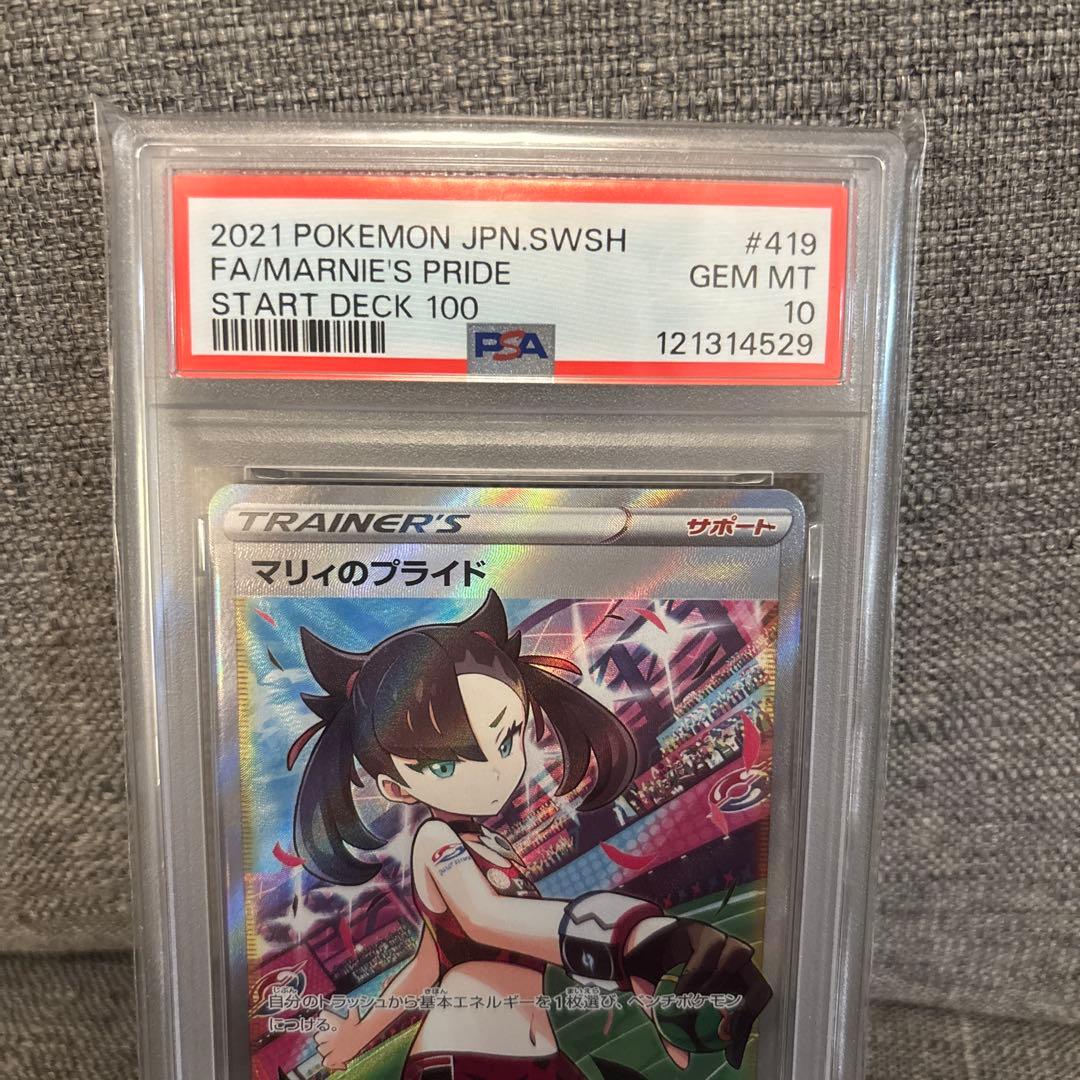 2021 POKEMON JPN.SWSH #419
FA/MARNIE'S PRIDE GEM MT
START DECK 100 10
PSA 121314529
TRAINER'S サポート
マリィのプライド
自分のトラッシュから基本エネルギーを1枚選び、ベンチポケモン
につける。